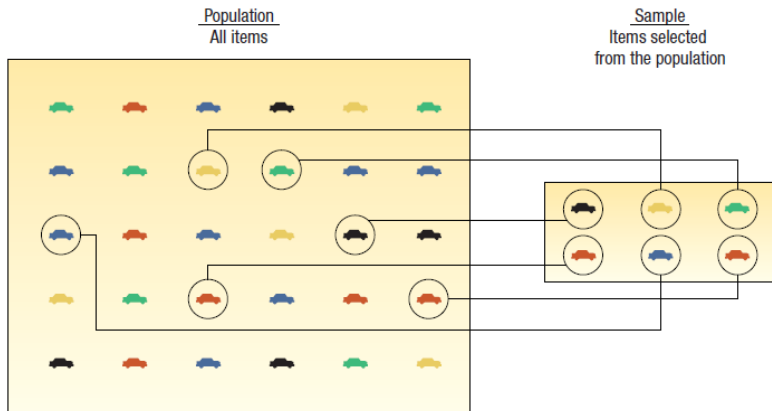 Population
All items
Sample
Items selected
from the population